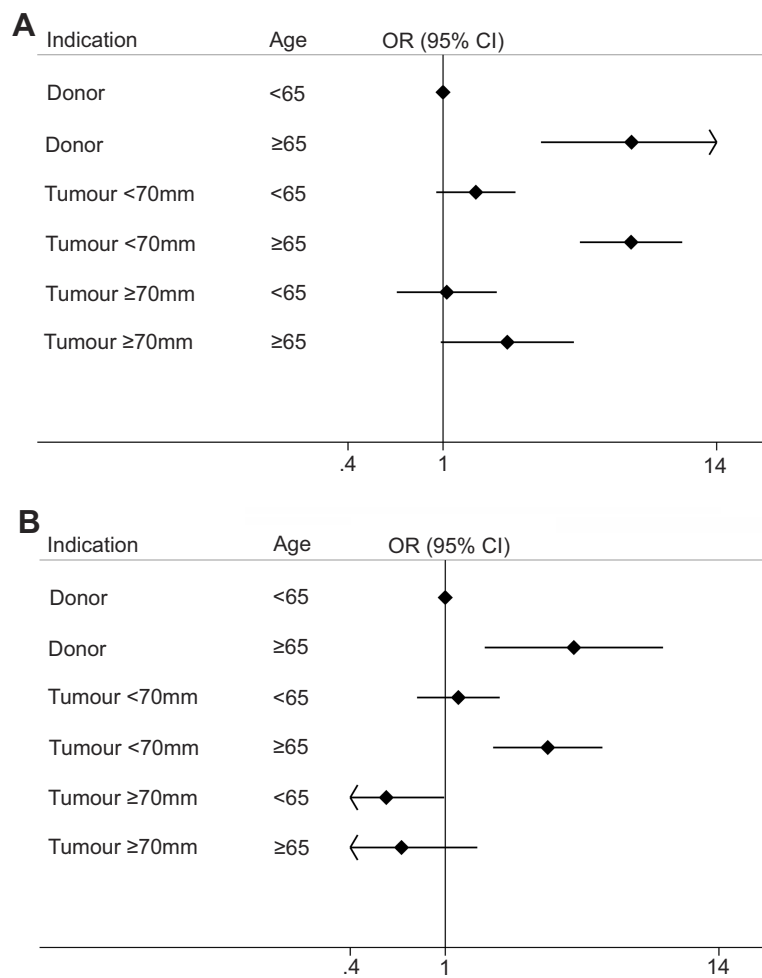 A
Indication Age OR (95% CI)
Donor <65
Donor ≥65
Tumour <70mm <65
Tumour <70mm ≥65
Tumour ≥70mm <65
Tumour ≥70mm ≥65
.4 1 14
B
Indication Age OR (95% CI)
Donor <65
Donor ≥65
Tumour <70mm <65
Tumour <70mm ≥65
Tumour ≥70mm <65
Tumour ≥70mm ≥65
.4 1 14